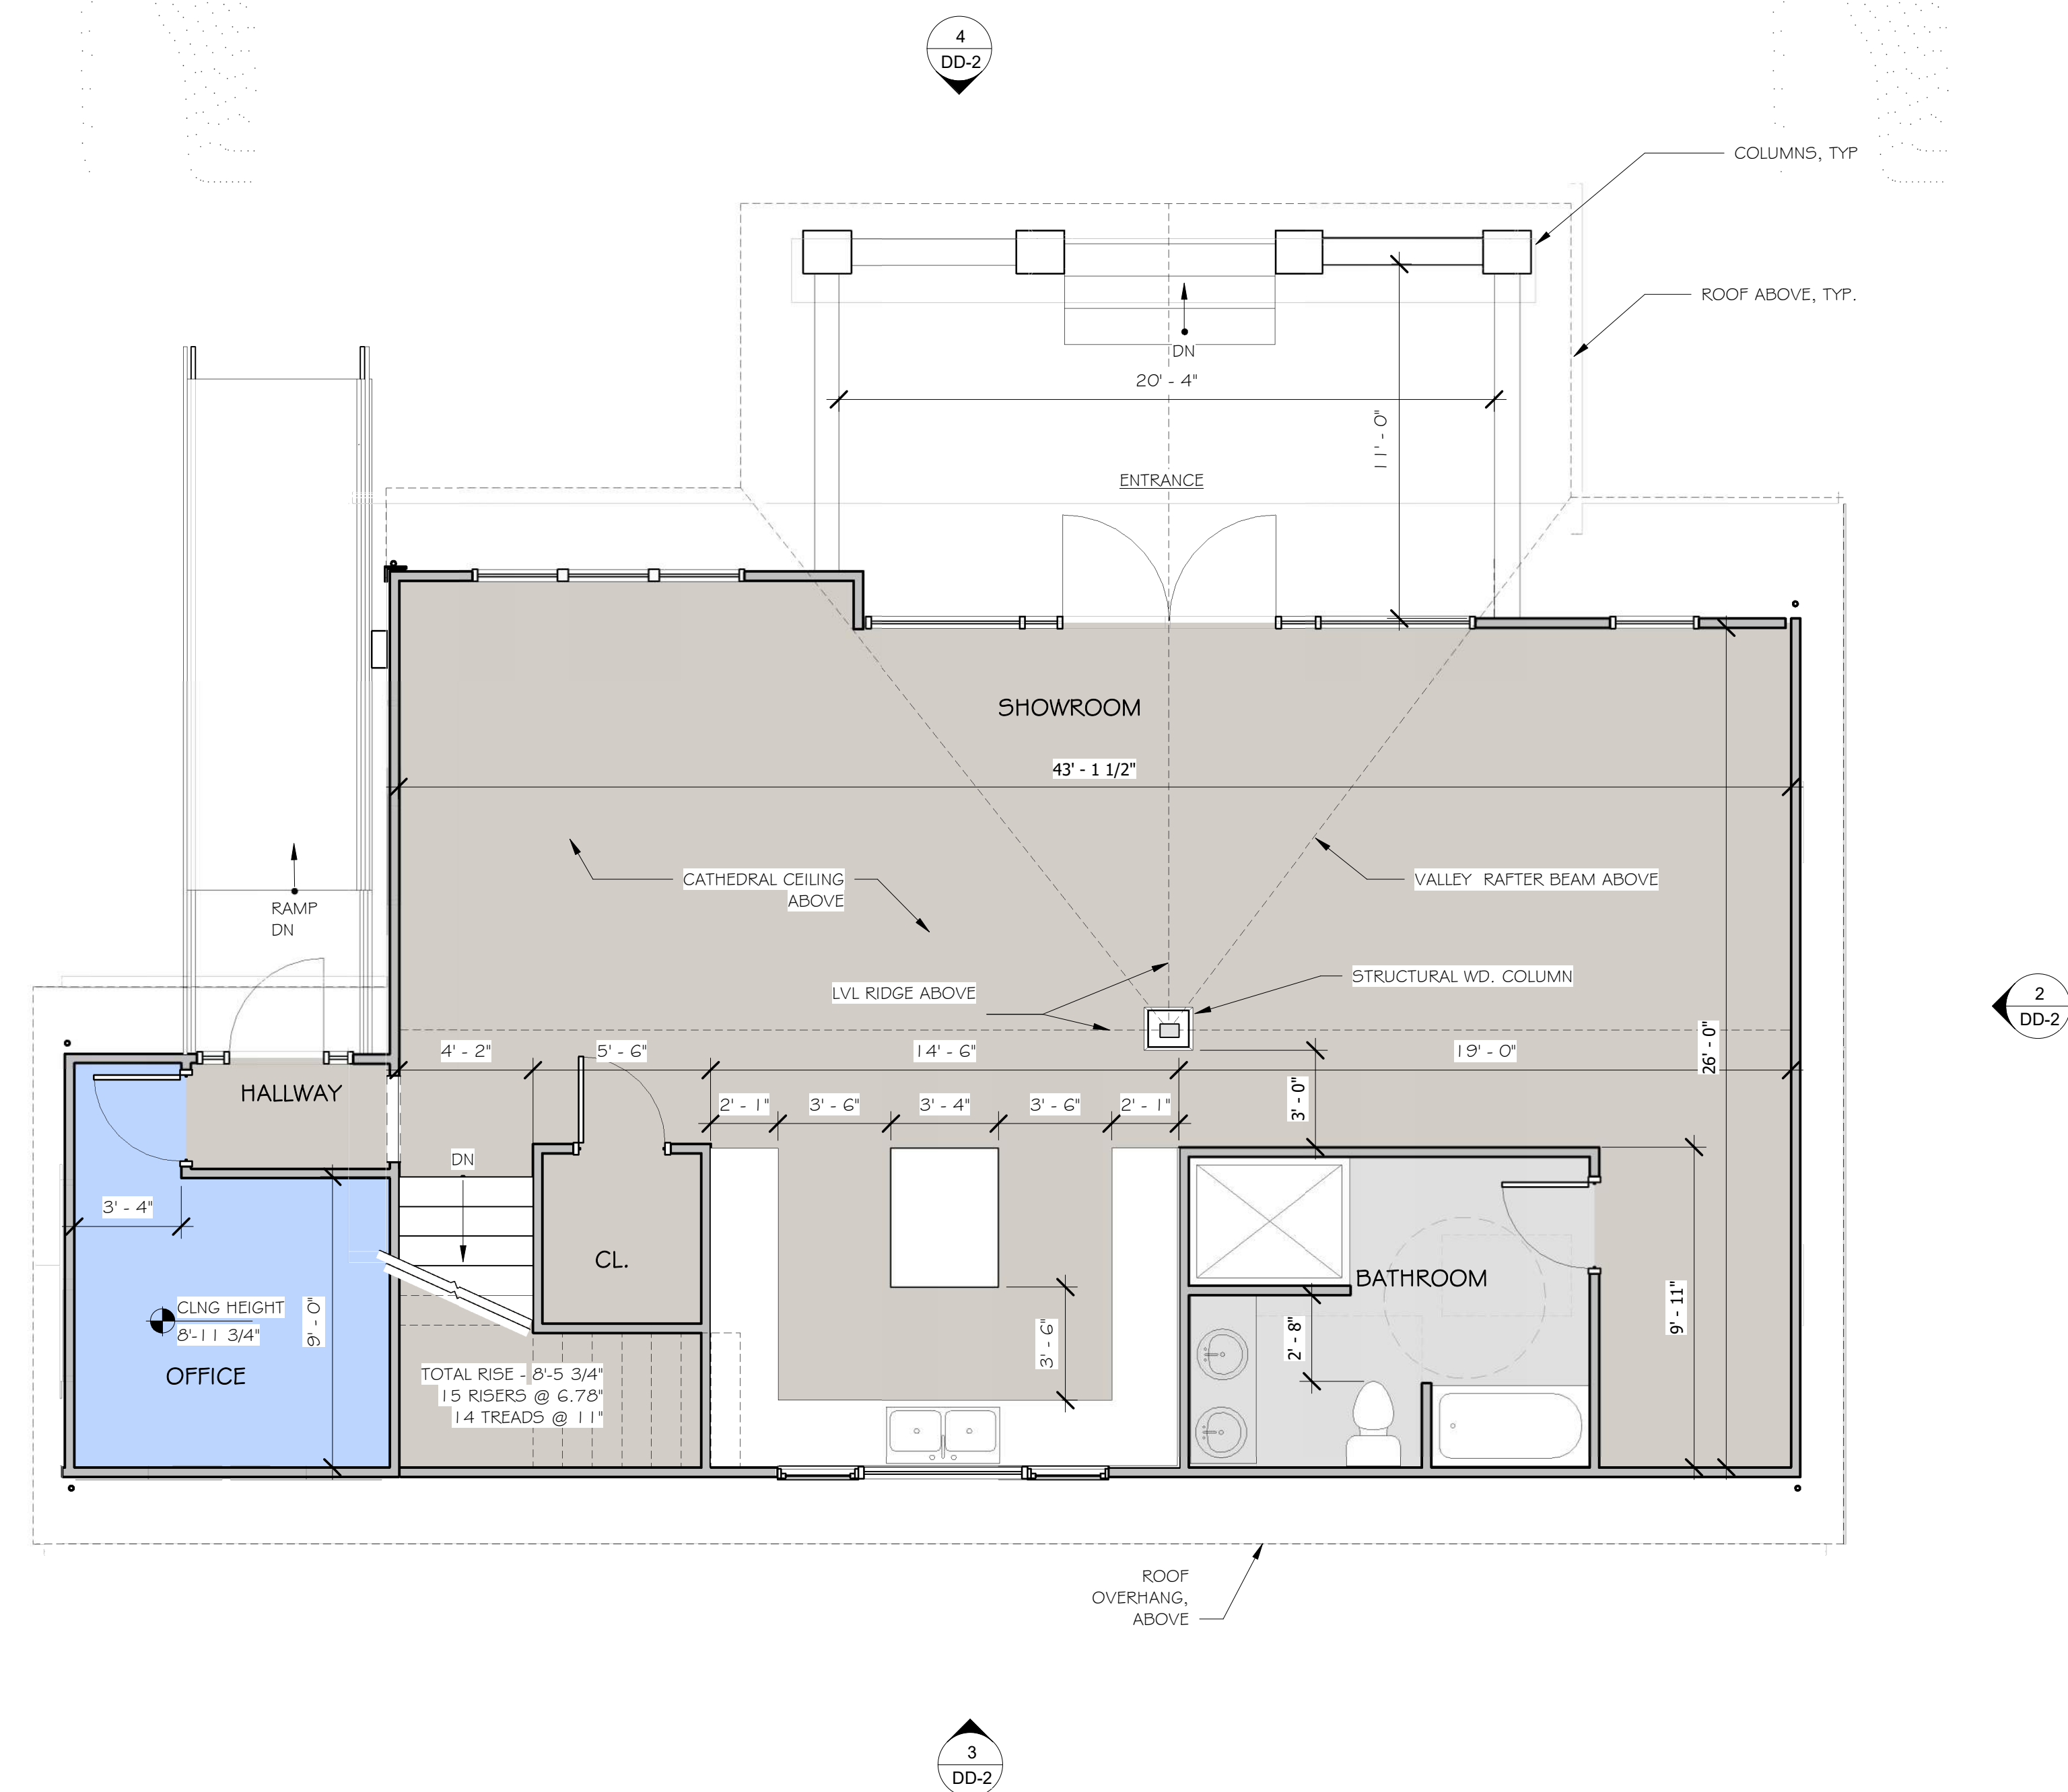 4
DD-2
COLUMNS, TYP
ROOF ABOVE, TYP.
DN
20' - 4"
11' - 0"
ENTRANCE
SHOWROOM
43' - 1 1/2"
CATHEDRAL CEILING
ABOVE
VALLEY RAFTER BEAM ABOVE
RAMP
DN
LVL RIDGE ABOVE
STRUCTURAL WD. COLUMN
2
DD-2
4' - 2"
5' - 6"
14' - 6"
19' - 0"
26' - 0"
HALLWAY
2' - 1"
3' - 6"
3' - 4"
3' - 6"
2' - 1"
3' - 0"
DN
3' - 4"
CL.
BATHROOM
CLNG HEIGHT
8'-11 3/4"
9' - 0"
OFFICE
3' - 6"
2' - 8"
9' - 11"
TOTAL RISE - 8'-5 3/4"
15 RISERS @ 6.78"
14 TREADS @ 11"
ROOF
OVERHANG,
ABOVE
3
DD-2